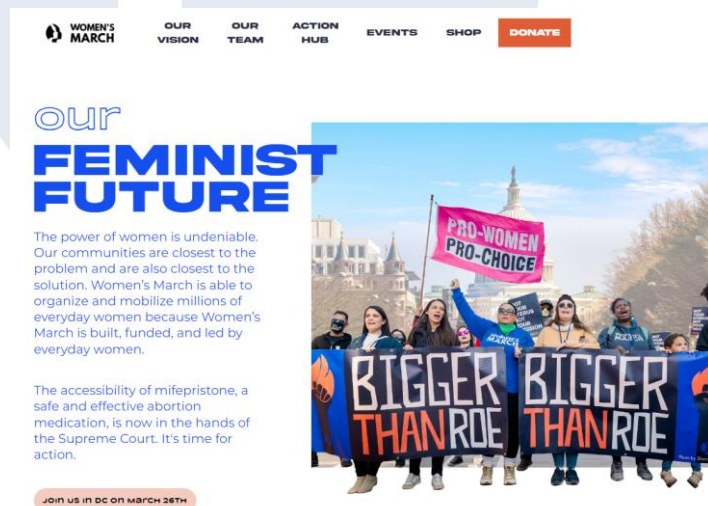 WOMEN'S
MARCH
OUR
VISION
OUR
TEAM
ACTION
HUB
EVENTS
SHOP
DONATE
our
FEMINIST
FUTURE
The power of women is undeniable.
Our communities are closest to the
problem and are also closest to the
solution. Women's March is able to
organize and mobilize millions of
everyday women because Women's
March is built, funded, and led by
everyday women.
The accessibility of mifepristone, a
safe and effective abortion
medication, is now in the hands of
the Supreme Court. It's time for
action.
JOIN US IN DC ON MARCH 26TH
PRO-WOMEN
PRO-CHOICE
BIGGER
THAN ROE
BIGGER
THAN ROE